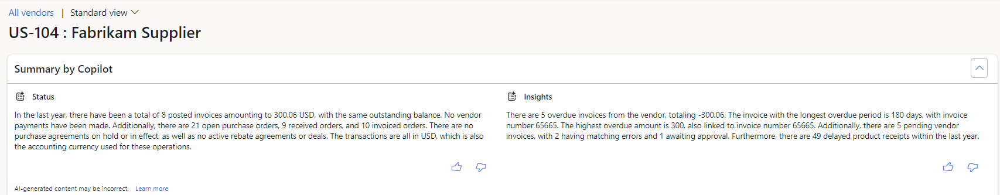 All vendors | Standard view
US-104 : Fabrikam Supplier
Summary by Copilot
Status
In the last year, there have been a total of 8 posted invoices amounting to 300.06 USD, with the same outstanding balance. No vendor
payments have been made. Additionally, there are 21 open purchase orders, 9 received orders, and 10 invoiced orders. There are no
purchase agreements on hold or in effect, as well as no active rebate agreements or deals. The transactions are all in USD, which is also
the accounting currency used for these operations.
Insights
There are 5 overdue invoices from the vendor, totaling -300.06. The invoice with the longest overdue period is 180 days, with invoice
number 65665. The highest overdue amount is 300, also linked to invoice number 65665. Additionally, there are 5 pending vendor
invoices, with 2 having matching errors and 1 awaiting approval. Furthermore, there are 49 delayed product receipts within the last year.
AI-generated content may be incorrect. Learn more